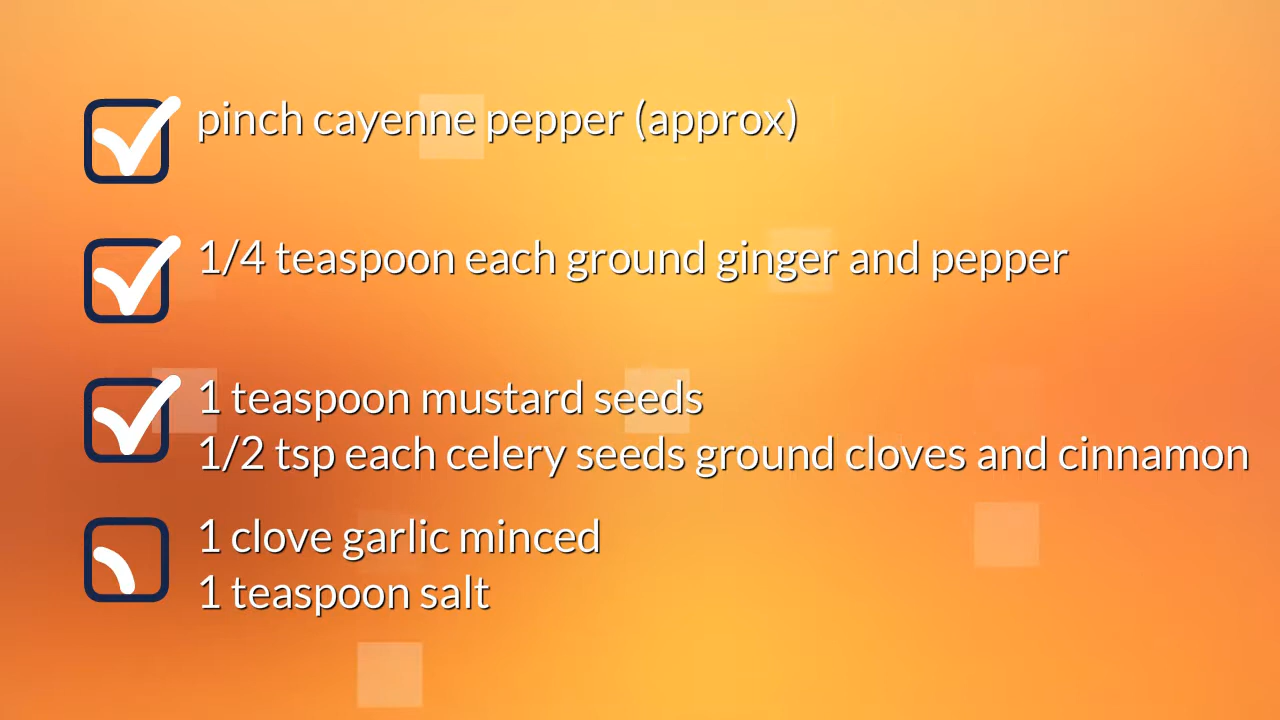 pinch cayenne pepper (approx)
1/4 teaspoon each ground ginger and pepper
1 teaspoon mustard seeds
1/2 tsp each celery seeds ground cloves and cinnamon
1 clove garlic minced
1 teaspoon salt